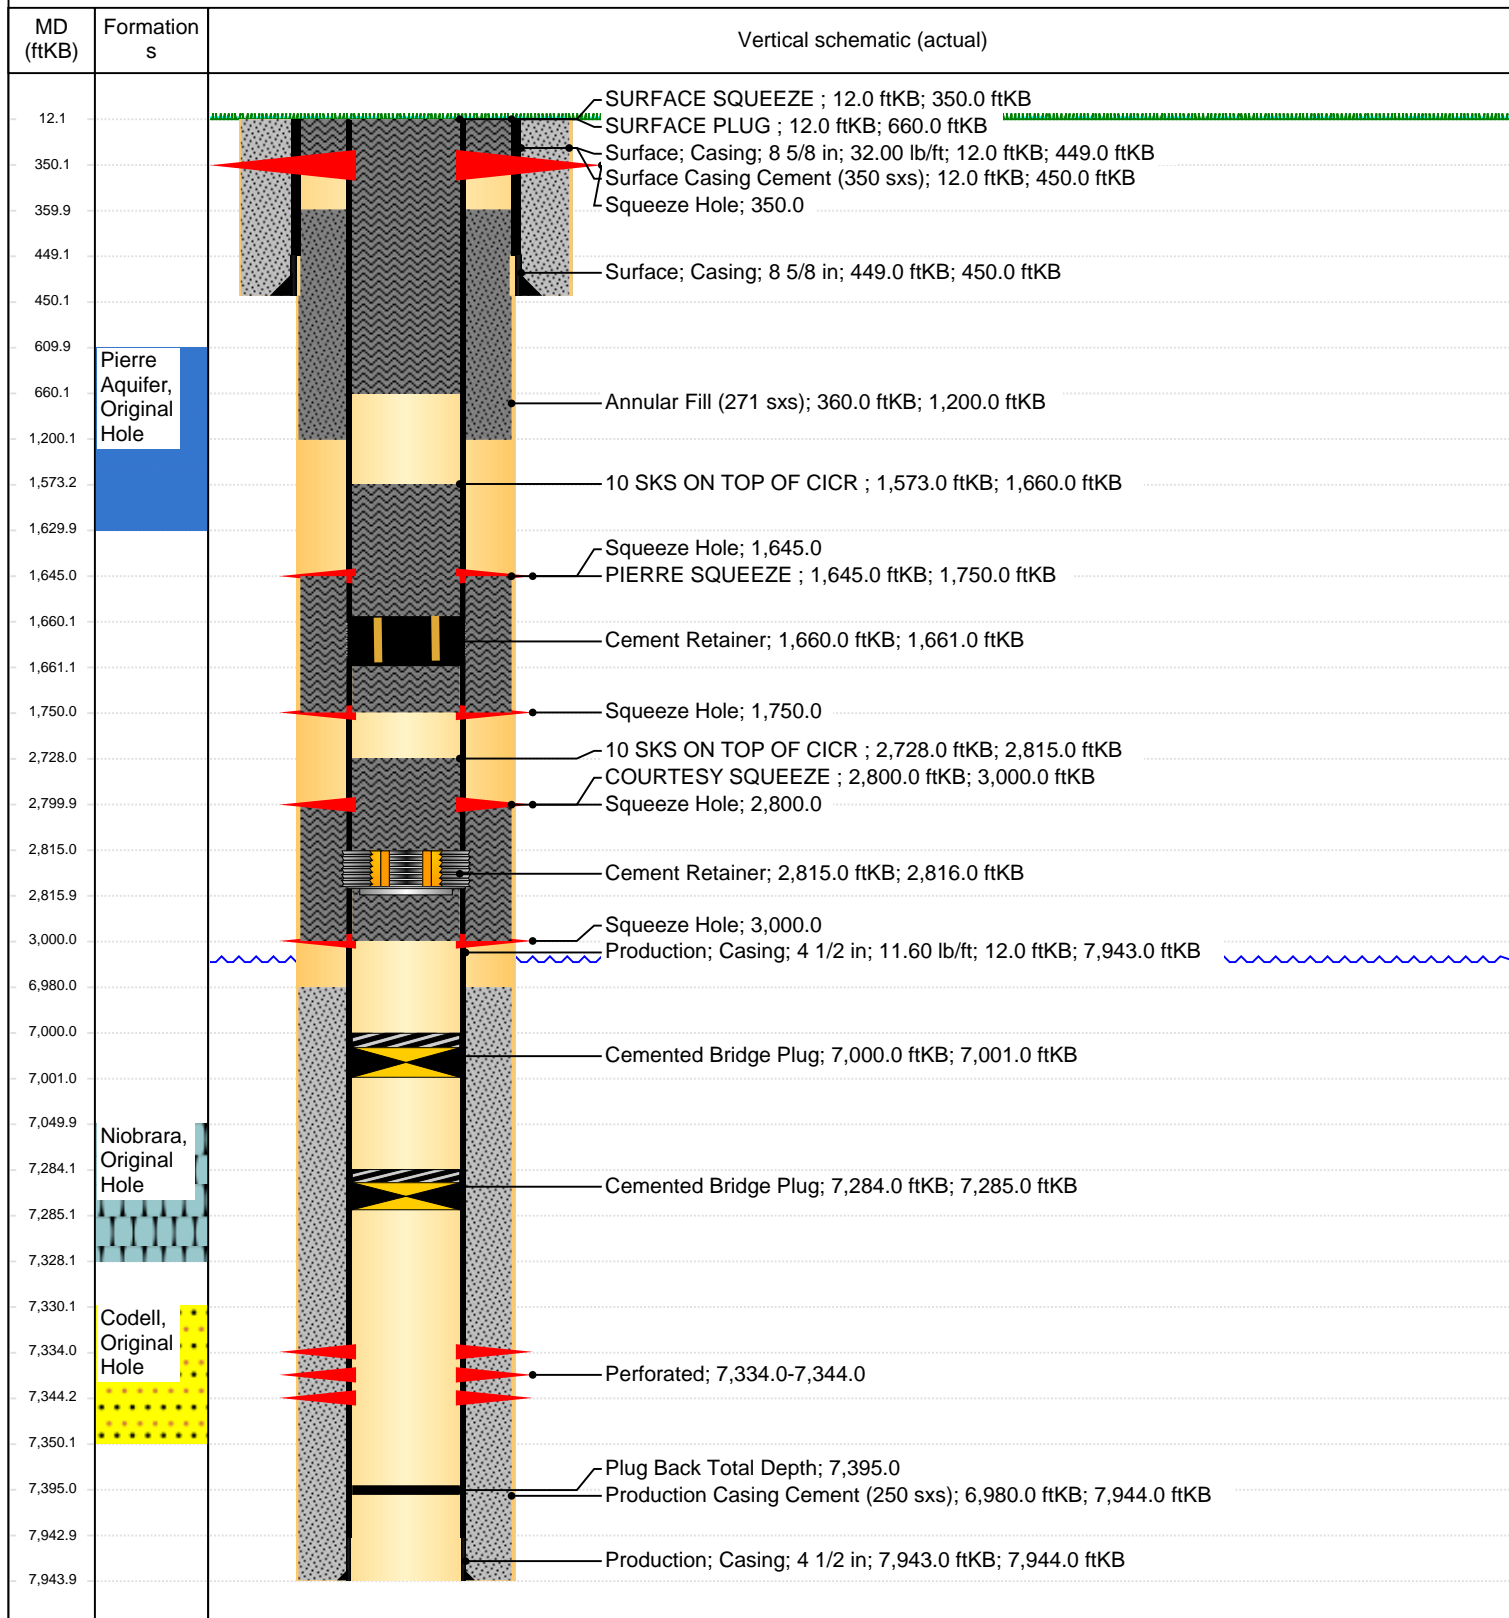 MD
(ftKB)
Formation
s
Vertical schematic (actual)
12.1
350.1
359.9
449.1
450.1
609.9
660.1
1,200.1
1,573.2
1,629.9
1,645.0
1,660.1
1,661.1
1,750.0
2,728.0
2,799.9
2,815.0
2,815.9
3,000.0
6,980.0
7,000.0
7,001.0
7,049.9
7,284.1
7,285.1
7,328.1
7,330.1
7,334.0
7,344.2
7,350.1
7,395.0
7,942.9
7,943.9
Pierre
Aquifer,
Original
Hole
Niobrara,
Original
Hole
Codell,
Original
Hole
SURFACE SQUEEZE ; 12.0 ftKB; 350.0 ftKB
SURFACE PLUG ; 12.0 ftKB; 660.0 ftKB
Surface; Casing; 8 5/8 in; 32.00 lb/ft; 12.0 ftKB; 449.0 ftKB
Surface Casing Cement (350 sxs); 12.0 ftKB; 450.0 ftKB
Squeeze Hole; 350.0
Surface; Casing; 8 5/8 in; 449.0 ftKB; 450.0 ftKB
Annular Fill (271 sxs); 360.0 ftKB; 1,200.0 ftKB
10 SKS ON TOP OF CICR ; 1,573.0 ftKB; 1,660.0 ftKB
Squeeze Hole; 1,645.0
PIERRE SQUEEZE ; 1,645.0 ftKB; 1,750.0 ftKB
Cement Retainer; 1,660.0 ftKB; 1,661.0 ftKB
Squeeze Hole; 1,750.0
10 SKS ON TOP OF CICR ; 2,728.0 ftKB; 2,815.0 ftKB
COURTESY SQUEEZE ; 2,800.0 ftKB; 3,000.0 ftKB
Squeeze Hole; 2,800.0
Cement Retainer; 2,815.0 ftKB; 2,816.0 ftKB
Squeeze Hole; 3,000.0
Production; Casing; 4 1/2 in; 11.60 lb/ft; 12.0 ftKB; 7,943.0 ftKB
Cemented Bridge Plug; 7,000.0 ftKB; 7,001.0 ftKB
Cemented Bridge Plug; 7,284.0 ftKB; 7,285.0 ftKB
Perforated; 7,334.0-7,344.0
Plug Back Total Depth; 7,395.0
Production Casing Cement (250 sxs); 6,980.0 ftKB; 7,944.0 ftKB
Production; Casing; 4 1/2 in; 7,943.0 ftKB; 7,944.0 ftKB